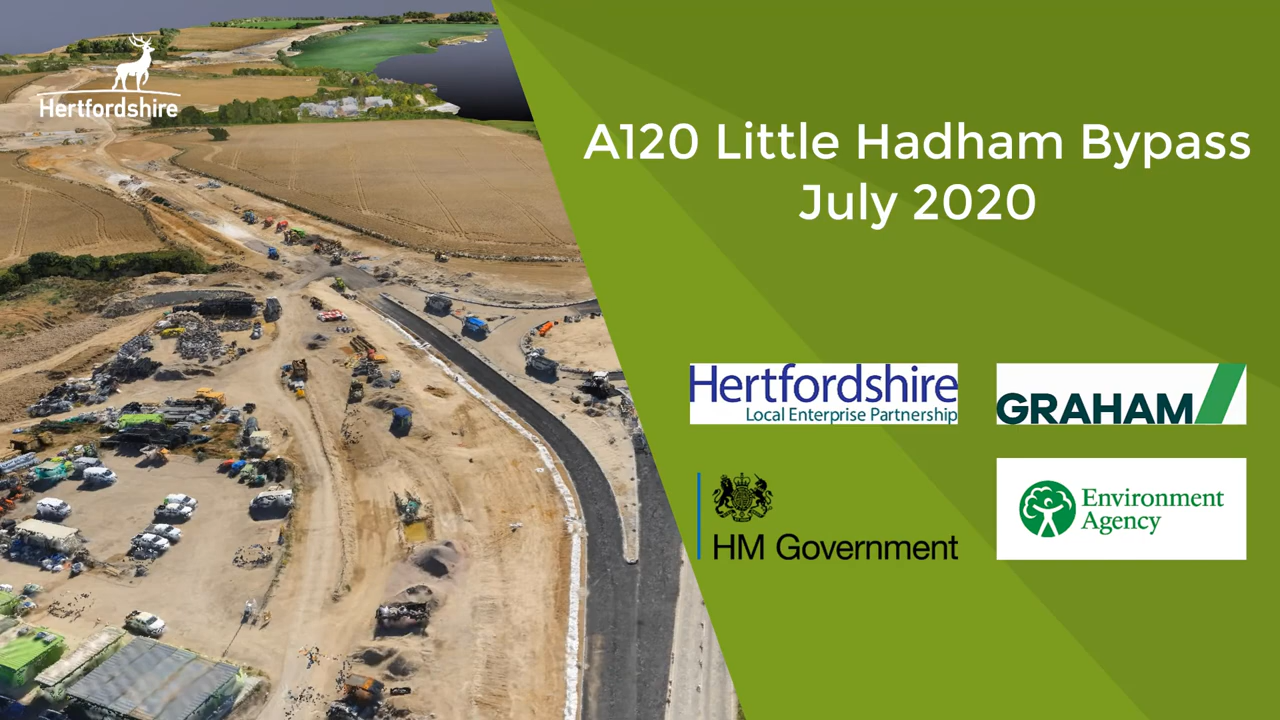 Hertfordshire
A120 Little Hadham Bypass
July 2020
Hertfordshire
Local Enterprise Partnership
GRAHAM
HM Government
Environment
Agency